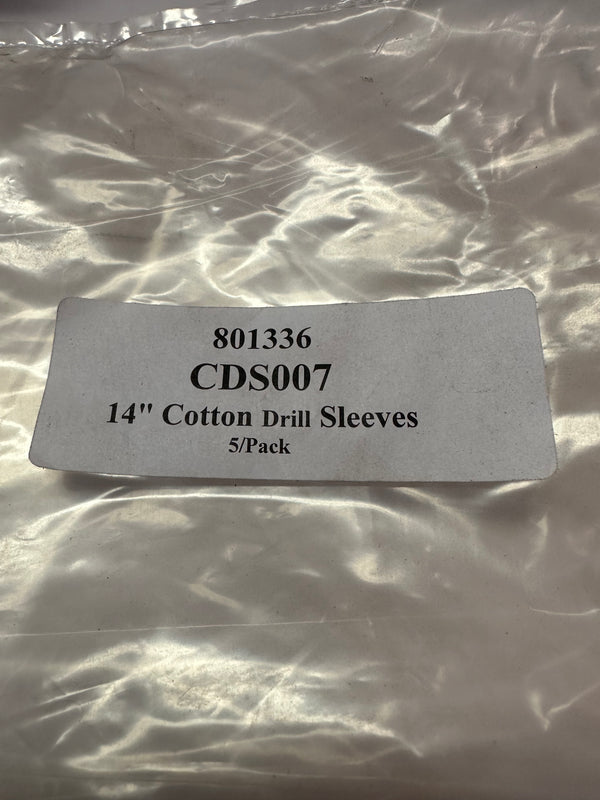 801336
CDS007
14" Cotton Drill Sleeves
5/Pack